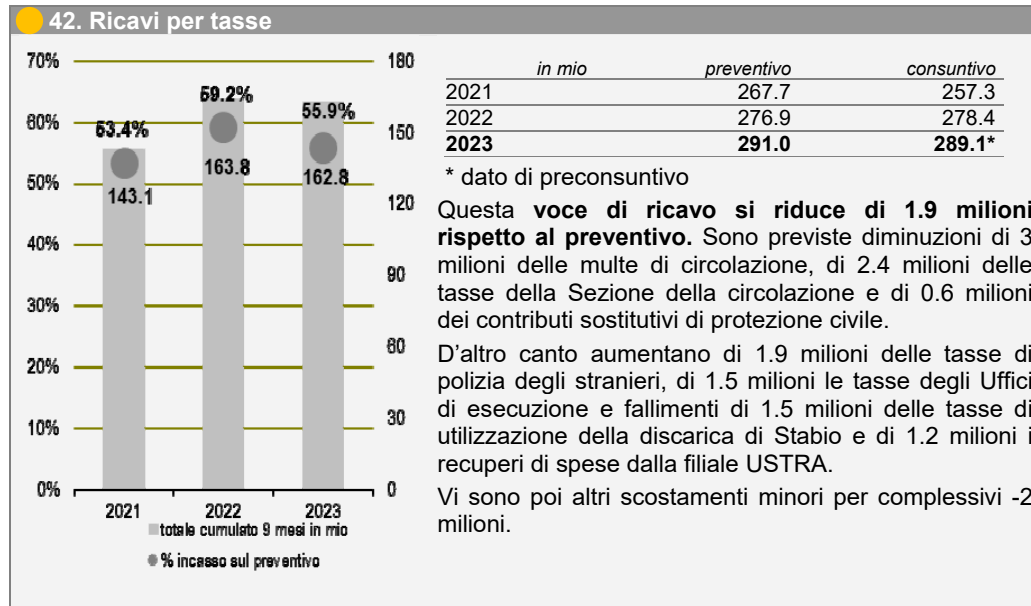 42. Ricavi per tasse
70%
60%
50%
40%
30%
20%
10%
0%
180
150
120
90
60
30
0
53.4%
59.2%
55.9%
143.1
163.8
162.8
2021 2022 2023
totale cumulato 9 mesi in mio
% incasso sul preventivo
in mio preventivo consuntivo
2021 267.7 257.3
2022 276.9 278.4
2023 291.0 289.1*
* dato di preconsuntivo
Questa voce di ricavo si riduce di 1.9 milioni
rispetto al preventivo. Sono previste diminuzioni di 3
milioni delle multe di circolazione, di 2.4 milioni delle
tasse della Sezione della circolazione e di 0.6 milioni
dei contributi sostitutivi di protezione civile.
D’altro canto aumentano di 1.9 milioni delle tasse di
polizia degli stranieri, di 1.5 milioni le tasse degli Uffici
di esecuzione e fallimenti di 1.5 milioni delle tasse di
utilizzazione della discarica di Stabio e di 1.2 milioni i
recuperi di spese dalla filiale USTRA.
Vi sono poi altri scostamenti minori per complessivi -2
milioni.